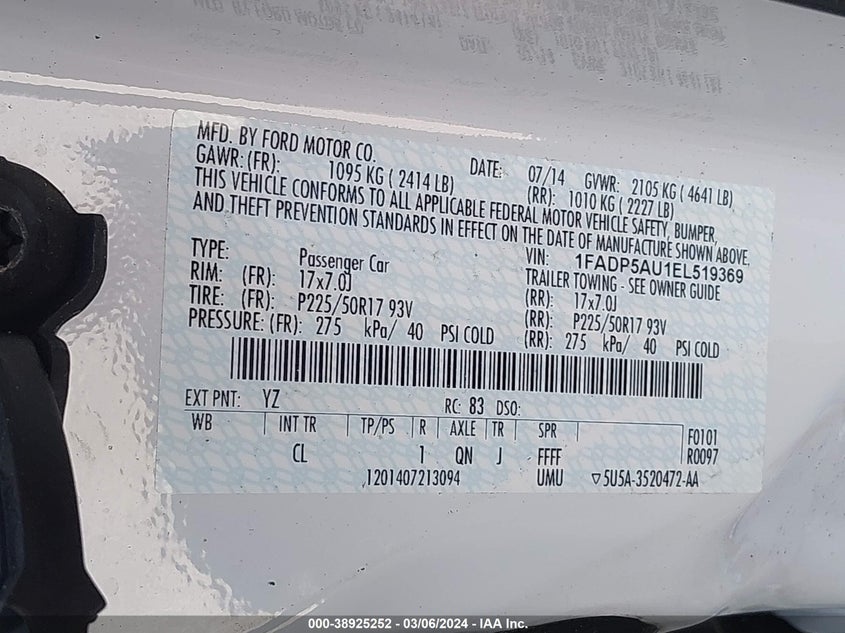 MFD. BY FORD MOTOR CO.
DATE: 07/14 GVWR: 2105 KG ( 4641 LB)
GAWR: (FR): 1095 KG ( 2414 LB) (RR): 1010 KG ( 2227 LB)
THIS VEHICLE CONFORMS TO ALL APPLICABLE FEDERAL MOTOR VEHICLE SAFETY, BUMPER,
AND THEFT PREVENTION STANDARDS IN EFFECT ON THE DATE OF MANUFACTURE SHOWN ABOVE.
VIN: 1FADP5AU1EL519369
TYPE: Passenger Car TRAILER TOWING - SEE OWNER GUIDE
RIM: (FR): 17x7.0J (RR): 17x7.0J
TIRE: (FR): P225/50R17 93V (RR): P225/50R17 93V
PRESSURE: (FR): 275 kPa/ 40 PSI COLD (RR): 275 kPa/ 40 PSI COLD
EXT PNT: YZ RC: 83 DSO:
WB INT TR TP/PS R AXLE TR SPR F0101
CL 1 QN J FFFF R0097
1201407213094 UMU ▽5U5A-3520472-AA
000-38925252 - 03/06/2024 - IAA Inc.